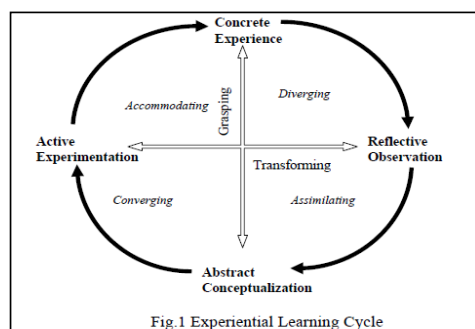 Concrete
Experience
Accommodating
Grasping
Diverging
Active
Experimentation
Reflective
Observation
Transforming
Converging
Assimilating
Abstract
Conceptualization
Fig.1 Experiential Learning Cycle